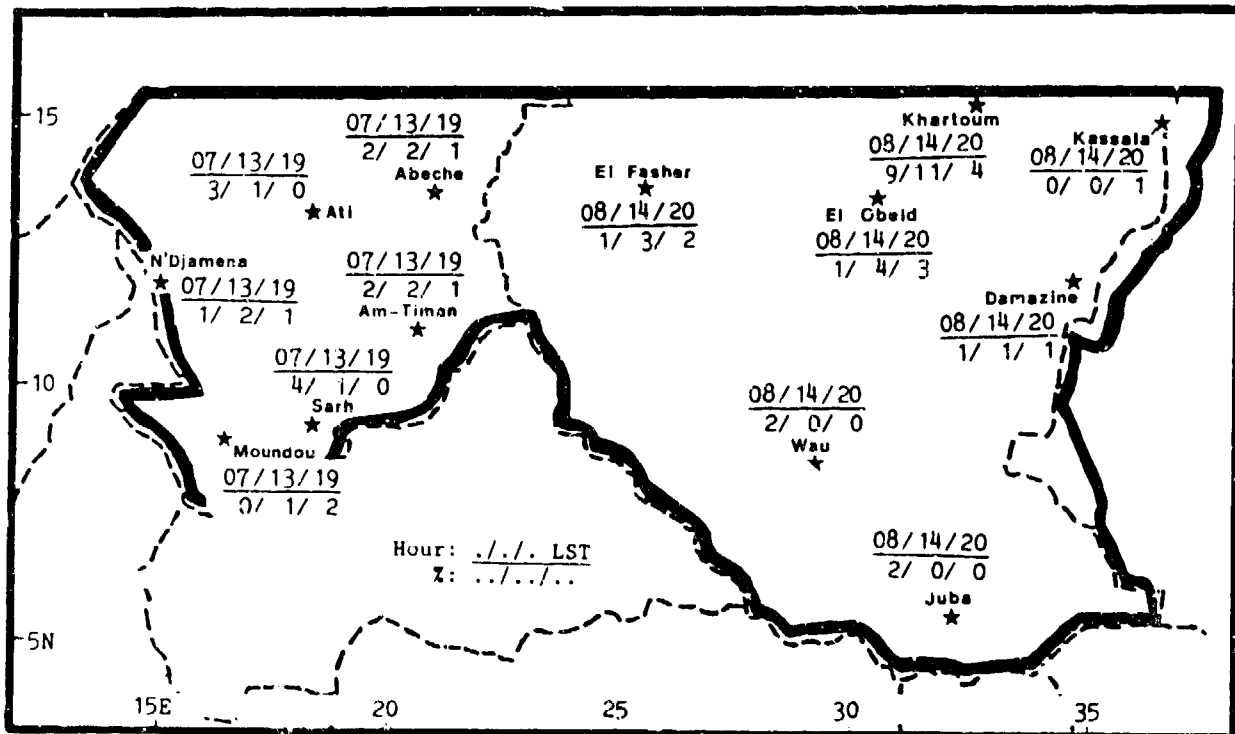 15
10
5N
15E
20
25
30
35
07/13/19
2/ 2/ 1
Abeche
07/13/19
3/ 1/ 0
Ati
El Fasher
08/14/20
1/ 3/ 2
Khartoum
08/14/20
9/11/ 4
Kassala
08/14/20
0/ 0/ 1
El Obeid
08/14/20
1/ 4/ 3
N'Djamena
07/13/19
1/ 2/ 1
07/13/19
2/ 2/ 1
Am-Timan
Damazine
08/14/20
1/ 1/ 1
07/13/19
4/ 1/ 0
Sarh
Moundou
07/13/19
0/ 1/ 2
08/14/20
2/ 0/ 0
Wau
08/14/20
2/ 0/ 0
Juba
Hour: ././. LST
%: ../../..